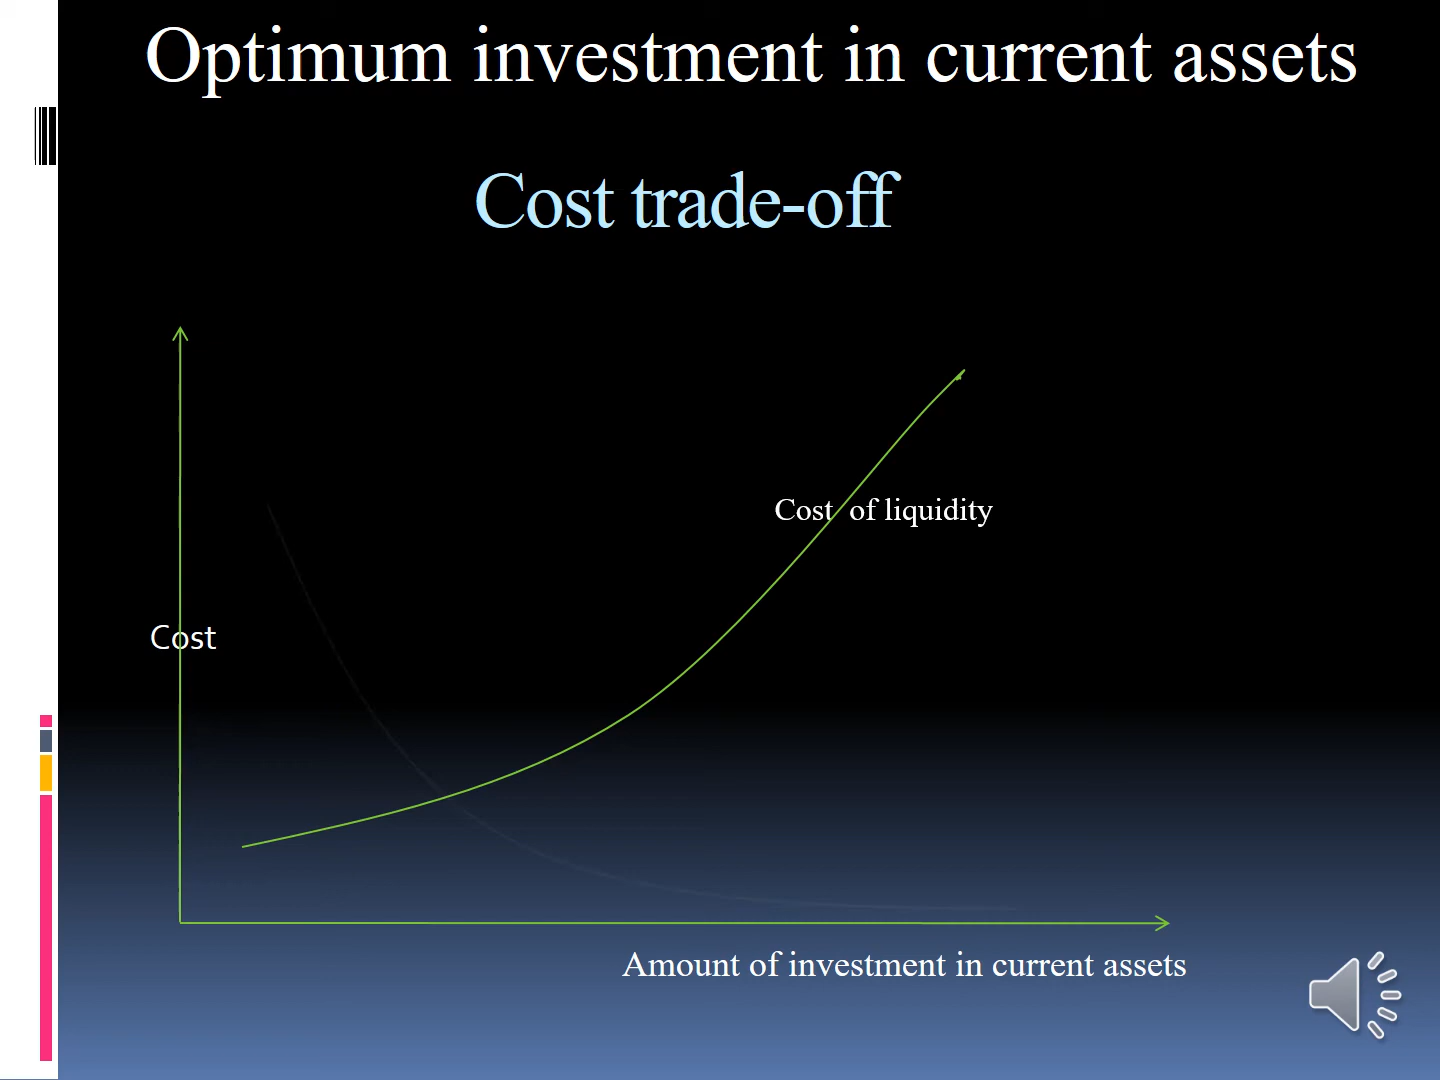 Optimum investment in current assets
Cost trade-off
Cost of liquidity
Cost
Amount of investment in current assets